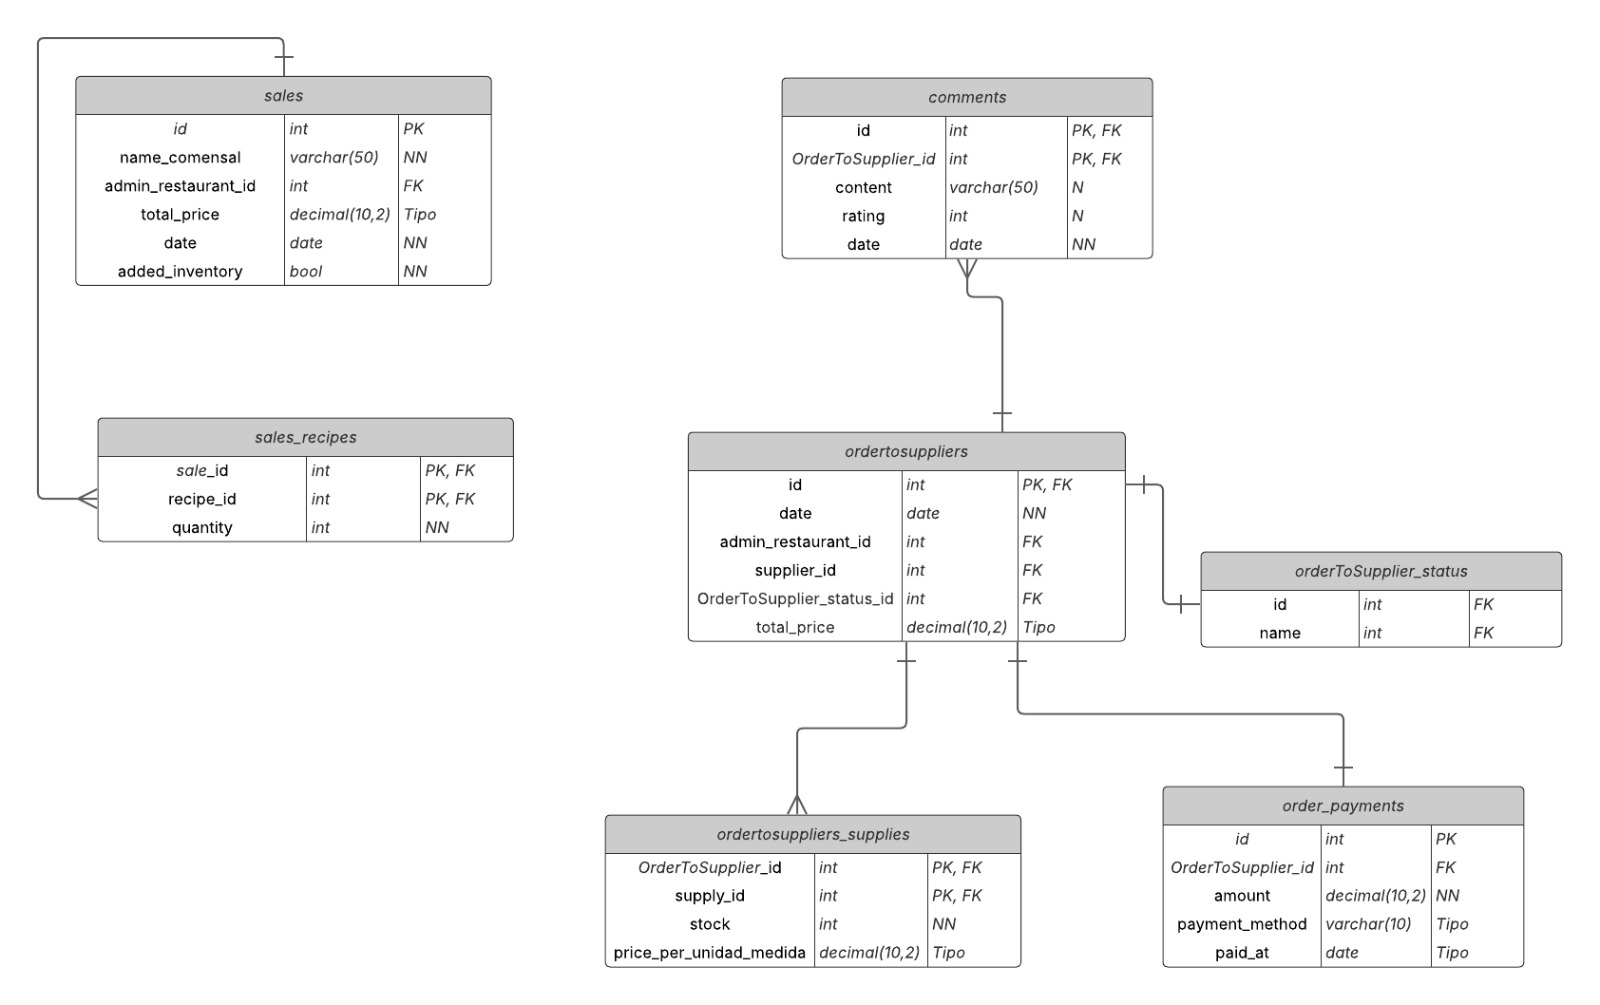 sales
id int PK
name_comensal varchar(50) NN
admin_restaurant_id int FK
total_price decimal(10,2) Tipo
date date NN
added_inventory bool NN
comments
id int PK, FK
OrderToSupplier_id int PK, FK
content varchar(50) N
rating int N
date date NN
sales_recipes
sale_id int PK, FK
recipe_id int PK, FK
quantity int NN
ordertosuppliers
id int PK, FK
date date NN
admin_restaurant_id int FK
supplier_id int FK
OrderToSupplier_status_id int FK
total_price decimal(10,2) Tipo
orderToSupplier_status
id int FK
name int FK
ordertosuppliers_supplies
OrderToSupplier_id int PK, FK
supply_id int PK, FK
stock int NN
price_per_unidad_medida decimal(10,2) Tipo
order_payments
id int PK
OrderToSupplier_id int FK
amount decimal(10,2) NN
payment_method varchar(10) Tipo
paid_at date Tipo